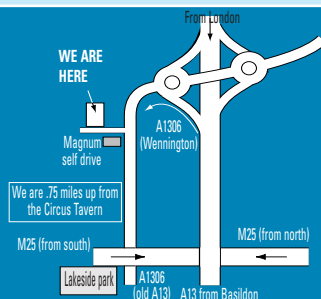 From London
WE ARE
HERE
A1306
(Wennington)
Magnum
self drive
We are .75 miles up from
the Circus Tavern
M25 (from south)
M25 (from north)
Lakeside park
A1306
(old A13)
A13 from Basildon